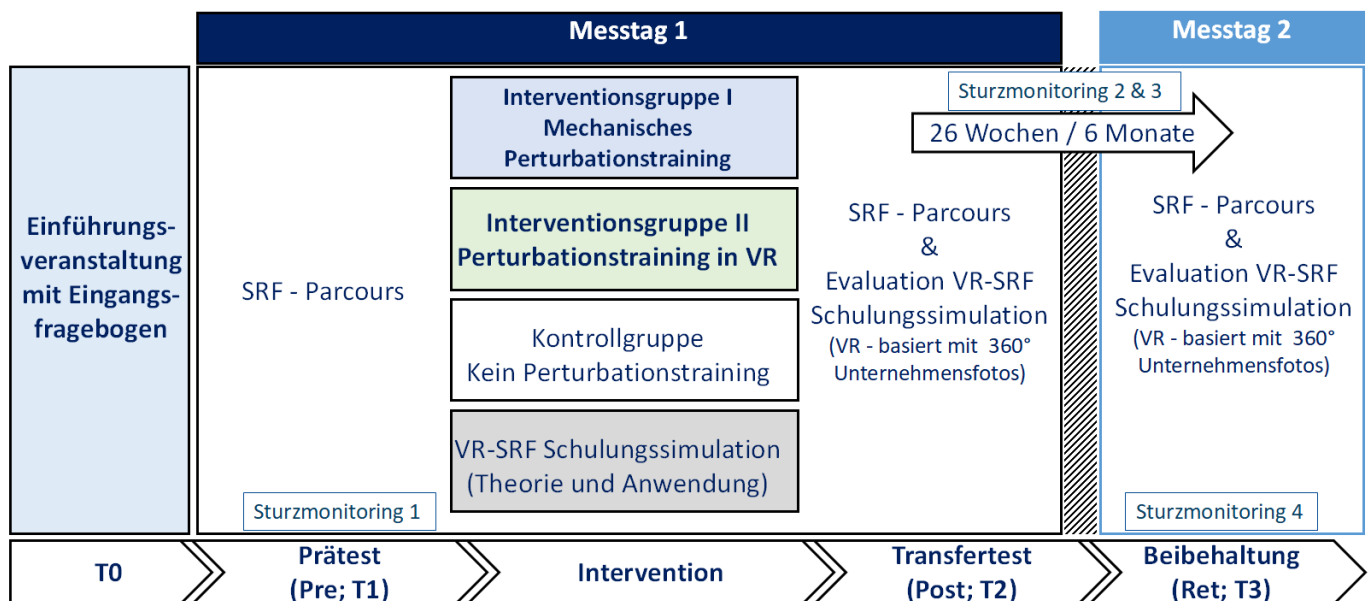 Messtag 1
Messtag 2
Einführungs-
veranstaltung
mit Eingangs-
fragebogen
SRF - Parcours
Sturzmonitoring 1
Interventionsgruppe I
Mechanisches
Perturbationstraining
Interventionsgruppe II
Perturbationstraining in VR
Kontrollgruppe
Kein Perturbationstraining
VR-SRF Schulungssimulation
(Theorie und Anwendung)
Sturzmonitoring 2 & 3
26 Wochen / 6 Monate
SRF - Parcours
&
Evaluation VR-SRF
Schulungssimulation
(VR - basiert mit 360°
Unternehmensfotos)
SRF - Parcours
&
Evaluation VR-SRF
Schulungssimulation
(VR - basiert mit 360°
Unternehmensfotos)
Sturzmonitoring 4
T0
Prätest
(Pre; T1)
Intervention
Transfertest
(Post; T2)
Beibehaltung
(Ret; T3)